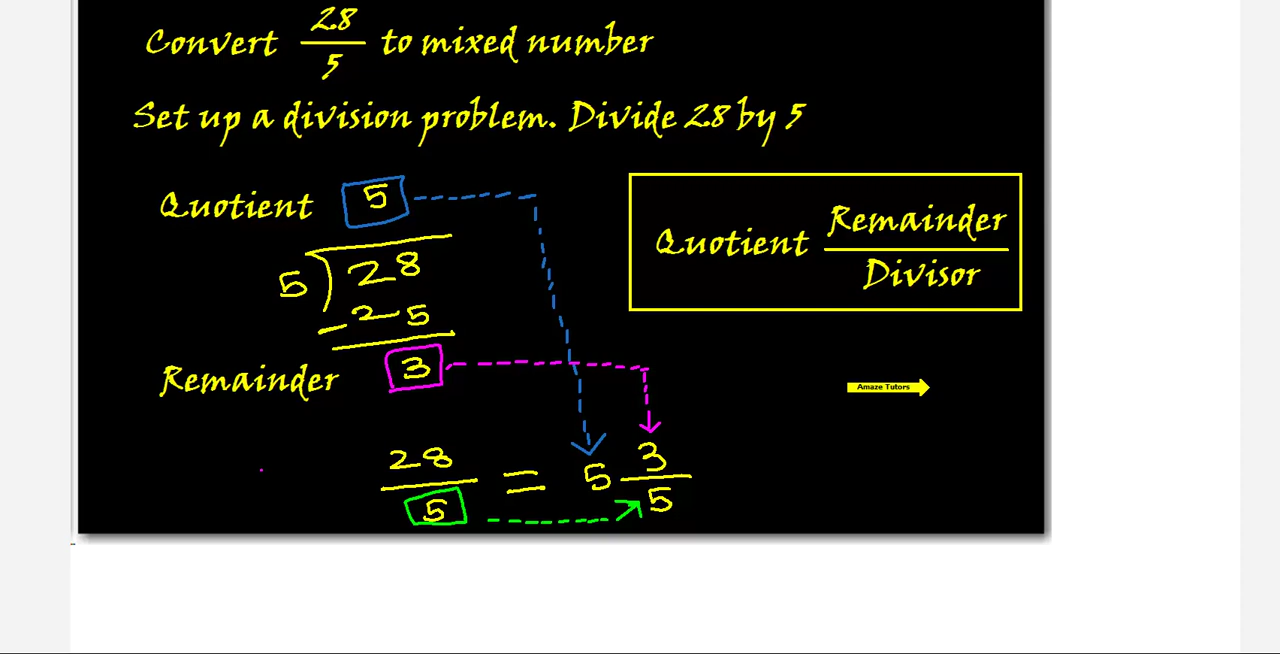 Convert 28/5 to mixed number
Set up a division problem. Divide 28 by 5
Quotient 5
5)28
-25
Remainder 3
Quotient Remainder/Divisor
Amaze Tutors
28/5 = 5 3/5